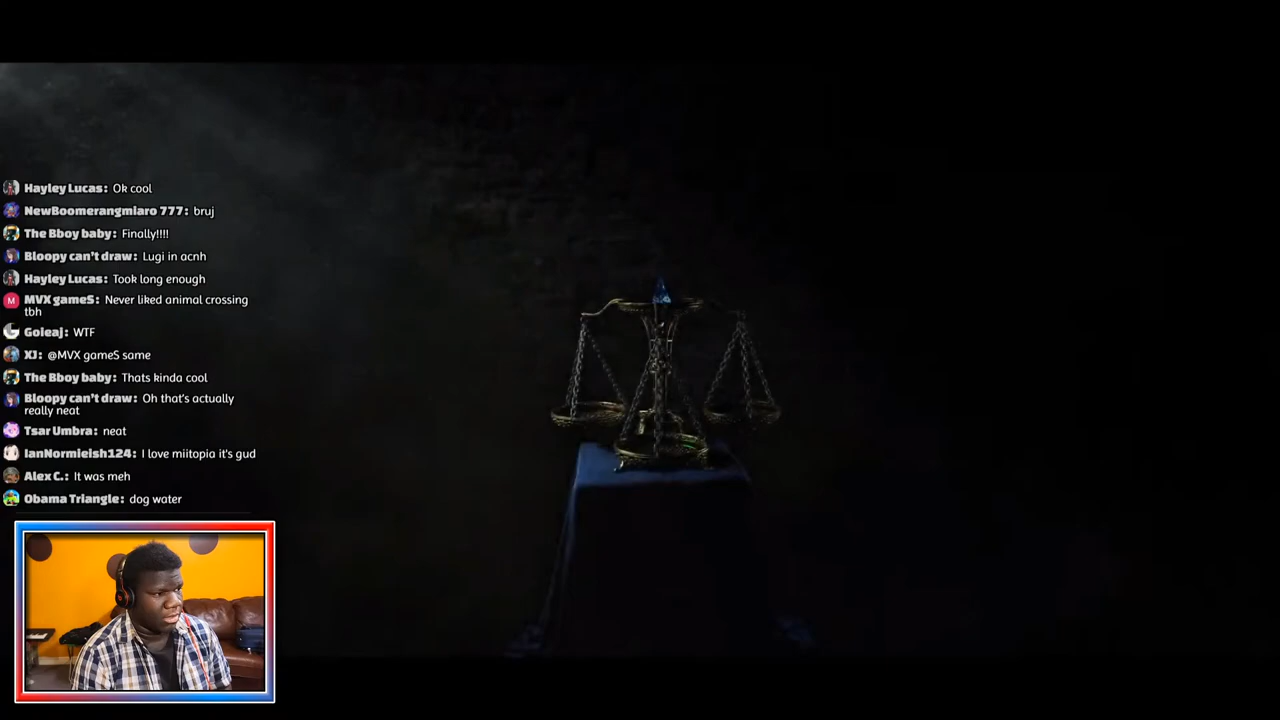 Hayley Lucas: Ok cool
NewBoomerangmiaro 777: bruj
The Bboy baby: Finally!!!!
Bloopy can't draw: Lugi in acnh
Hayley Lucas: Took long enough
M MVX gameS: Never liked animal crossing
tbh
Goleaj: WTF
XJ: @MVX gameS same
The Bboy baby: Thats kinda cool
Bloopy can't draw: Oh that's actually
really neat
Tsar Umbra: neat
IanNormieish124: I love miitopia it's gud
Alex C.: It was meh
Obama Triangle: dog water